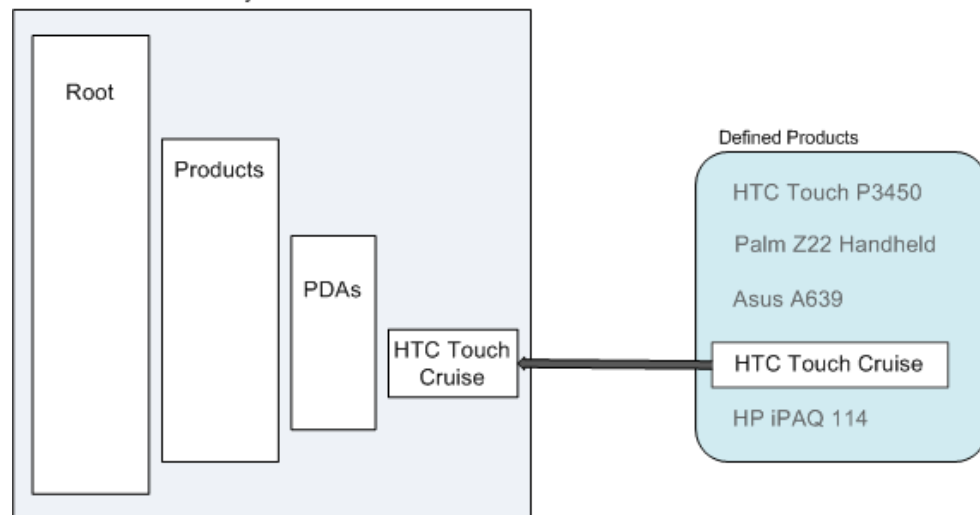 Root
Products
PDAs
HTC Touch
Cruise
Defined Products
HTC Touch P3450
Palm Z22 Handheld
Asus A639
HTC Touch Cruise
HP iPAQ 114